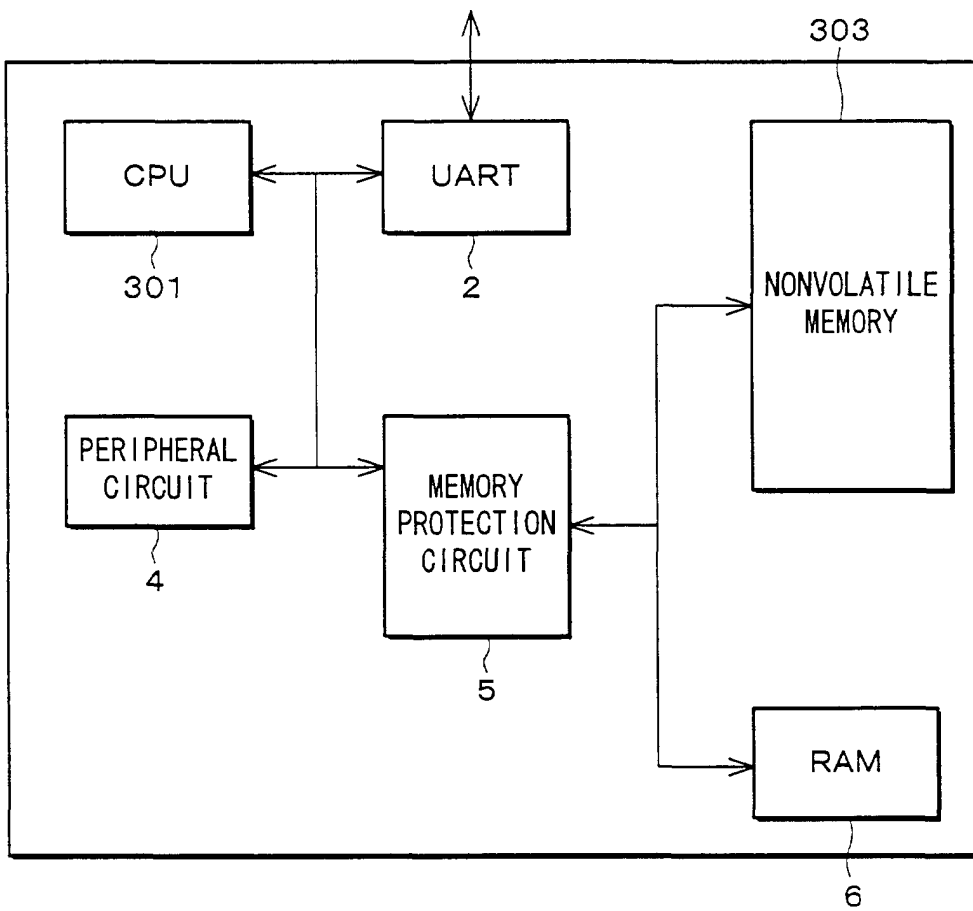 303
CPU
UART
301
2
NONVOLATILE
MEMORY
PERIPHERAL
CIRCUIT
4
MEMORY
PROTECTION
CIRCUIT
5
RAM
6